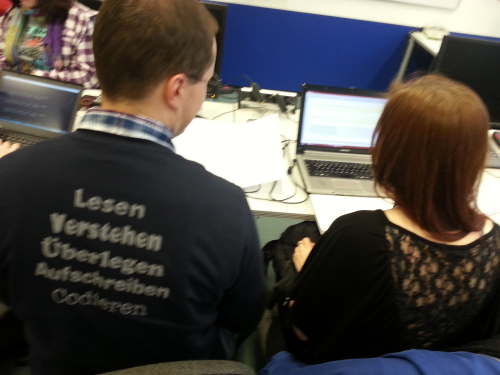 Lesen
Verstehen
Überlegen
Aufschreiben
Codieren